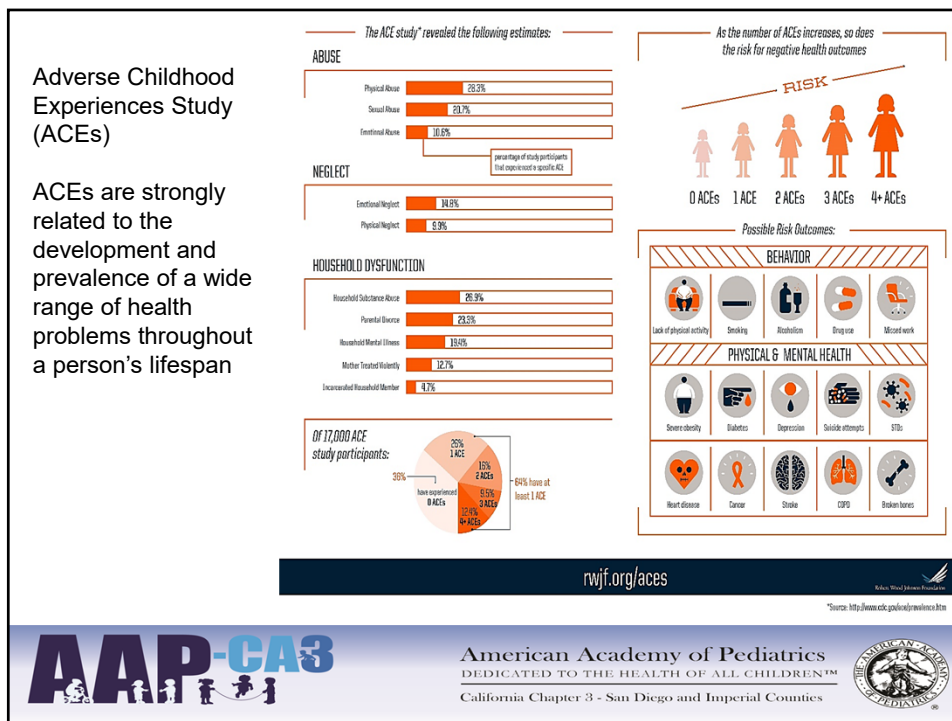 Adverse Childhood
Experiences Study
(ACEs)
ACEs are strongly
related to the
development and
prevalence of a wide
range of health
problems throughout
a person's lifespan
The ACE study* revealed the following estimates:
ABUSE
Physical Abuse 28.3%
Sexual Abuse 20.7%
Emotional Abuse 10.6%
percentage of study participants
that experienced a specific ACE
NEGLECT
Emotional Neglect 14.8%
Physical Neglect 9.9%
HOUSEHOLD DYSFUNCTION
Household Substance Abuse 26.9%
Parental Divorce 23.3%
Household Mental Illness 19.4%
Mother Treated Violently 12.7%
Incarcerated Household Member 4.7%
Of 17,000 ACE
study participants:
26%
1 ACE
16%
2 ACEs
9.5%
3 ACEs
12.4%
4+ ACEs
36%
have experienced
0 ACEs
64% have at
least 1 ACE
As the number of ACEs increases, so does
the risk for negative health outcomes
RISK
0 ACEs 1 ACE 2 ACEs 3 ACEs 4+ ACEs
Possible Risk Outcomes:
BEHAVIOR
Lack of physical activity Smoking Alcoholism Drug use Missed work
PHYSICAL & MENTAL HEALTH
Severe obesity Diabetes Depression Suicide attempts STDs
Heart disease Cancer Stroke COPD Broken bones
rwjf.org/aces
Robert Wood Johnson Foundation
*Source: http://www.cdc.gov/ace/prevalence.htm
AAP-CA3
American Academy of Pediatrics
DEDICATED TO THE HEALTH OF ALL CHILDREN™
California Chapter 3 - San Diego and Imperial Counties
THE AMERICAN ACADEMY
OF PEDIATRICS
®